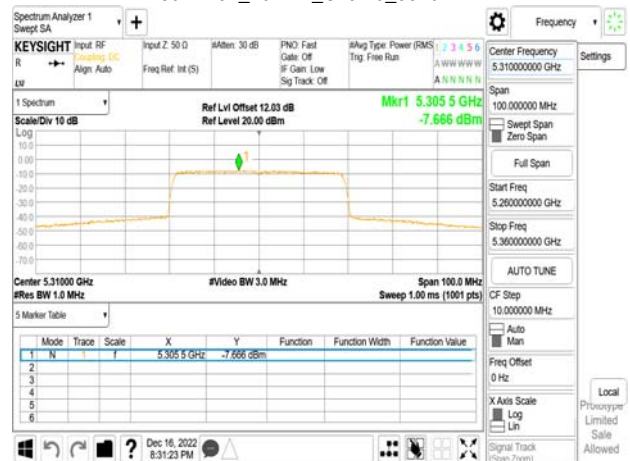 Spectrum Analyzer 1
Swept SA
Frequency
KEYSIGHT
Input: RF
Coupling: DC
Align: Auto
Input Z: 50 Ω
Freq Ref: Int (S)
#Atten: 30 dB
PNO: Fast
Gate: Off
IF Gain: Low
Sig Track: Off
#Avg Type: Power (RMS
Trig: Free Run
1 2 3 4 5 6
A W W W W W
A N N N N N
R
LXI
1 Spectrum
Scale/Div 10 dB
Ref Lvl Offset 12.03 dB
Ref Level 20.00 dBm
Mkr1 5.305 5 GHz
-7.666 dBm
Log
10.0
0.00
-10.0
-20.0
-30.0
-40.0
-50.0
-60.0
-70.0
1
Center 5.31000 GHz
#Res BW 1.0 MHz
#Video BW 3.0 MHz
Span 100.0 MHz
Sweep 1.00 ms (1001 pts)
5 Marker Table
Mode Trace Scale X Y Function Function Width Function Value
1 N 1 f 5.305 5 GHz -7.666 dBm
2
3
4
5
6
Dec 16, 2022
8:31:23 PM
Center Frequency
5.310000000 GHz
Settings
Span
100.000000 MHz
Swept Span
Zero Span
Full Span
Start Freq
5.260000000 GHz
Stop Freq
5.360000000 GHz
AUTO TUNE
CF Step
10.000000 MHz
Auto
Man
Freq Offset
0 Hz
X Axis Scale
Log
Lin
Signal Track
(Span Zoom)
Local
Prototype
Limited
Sale
Allowed